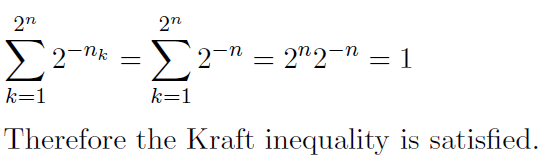 \sum_{k=1}^{2^n} 2^{-n_k} = \sum_{k=1}^{2^n} 2^{-n} = 2^n 2^{-n} = 1
Therefore the Kraft inequality is satisfied.